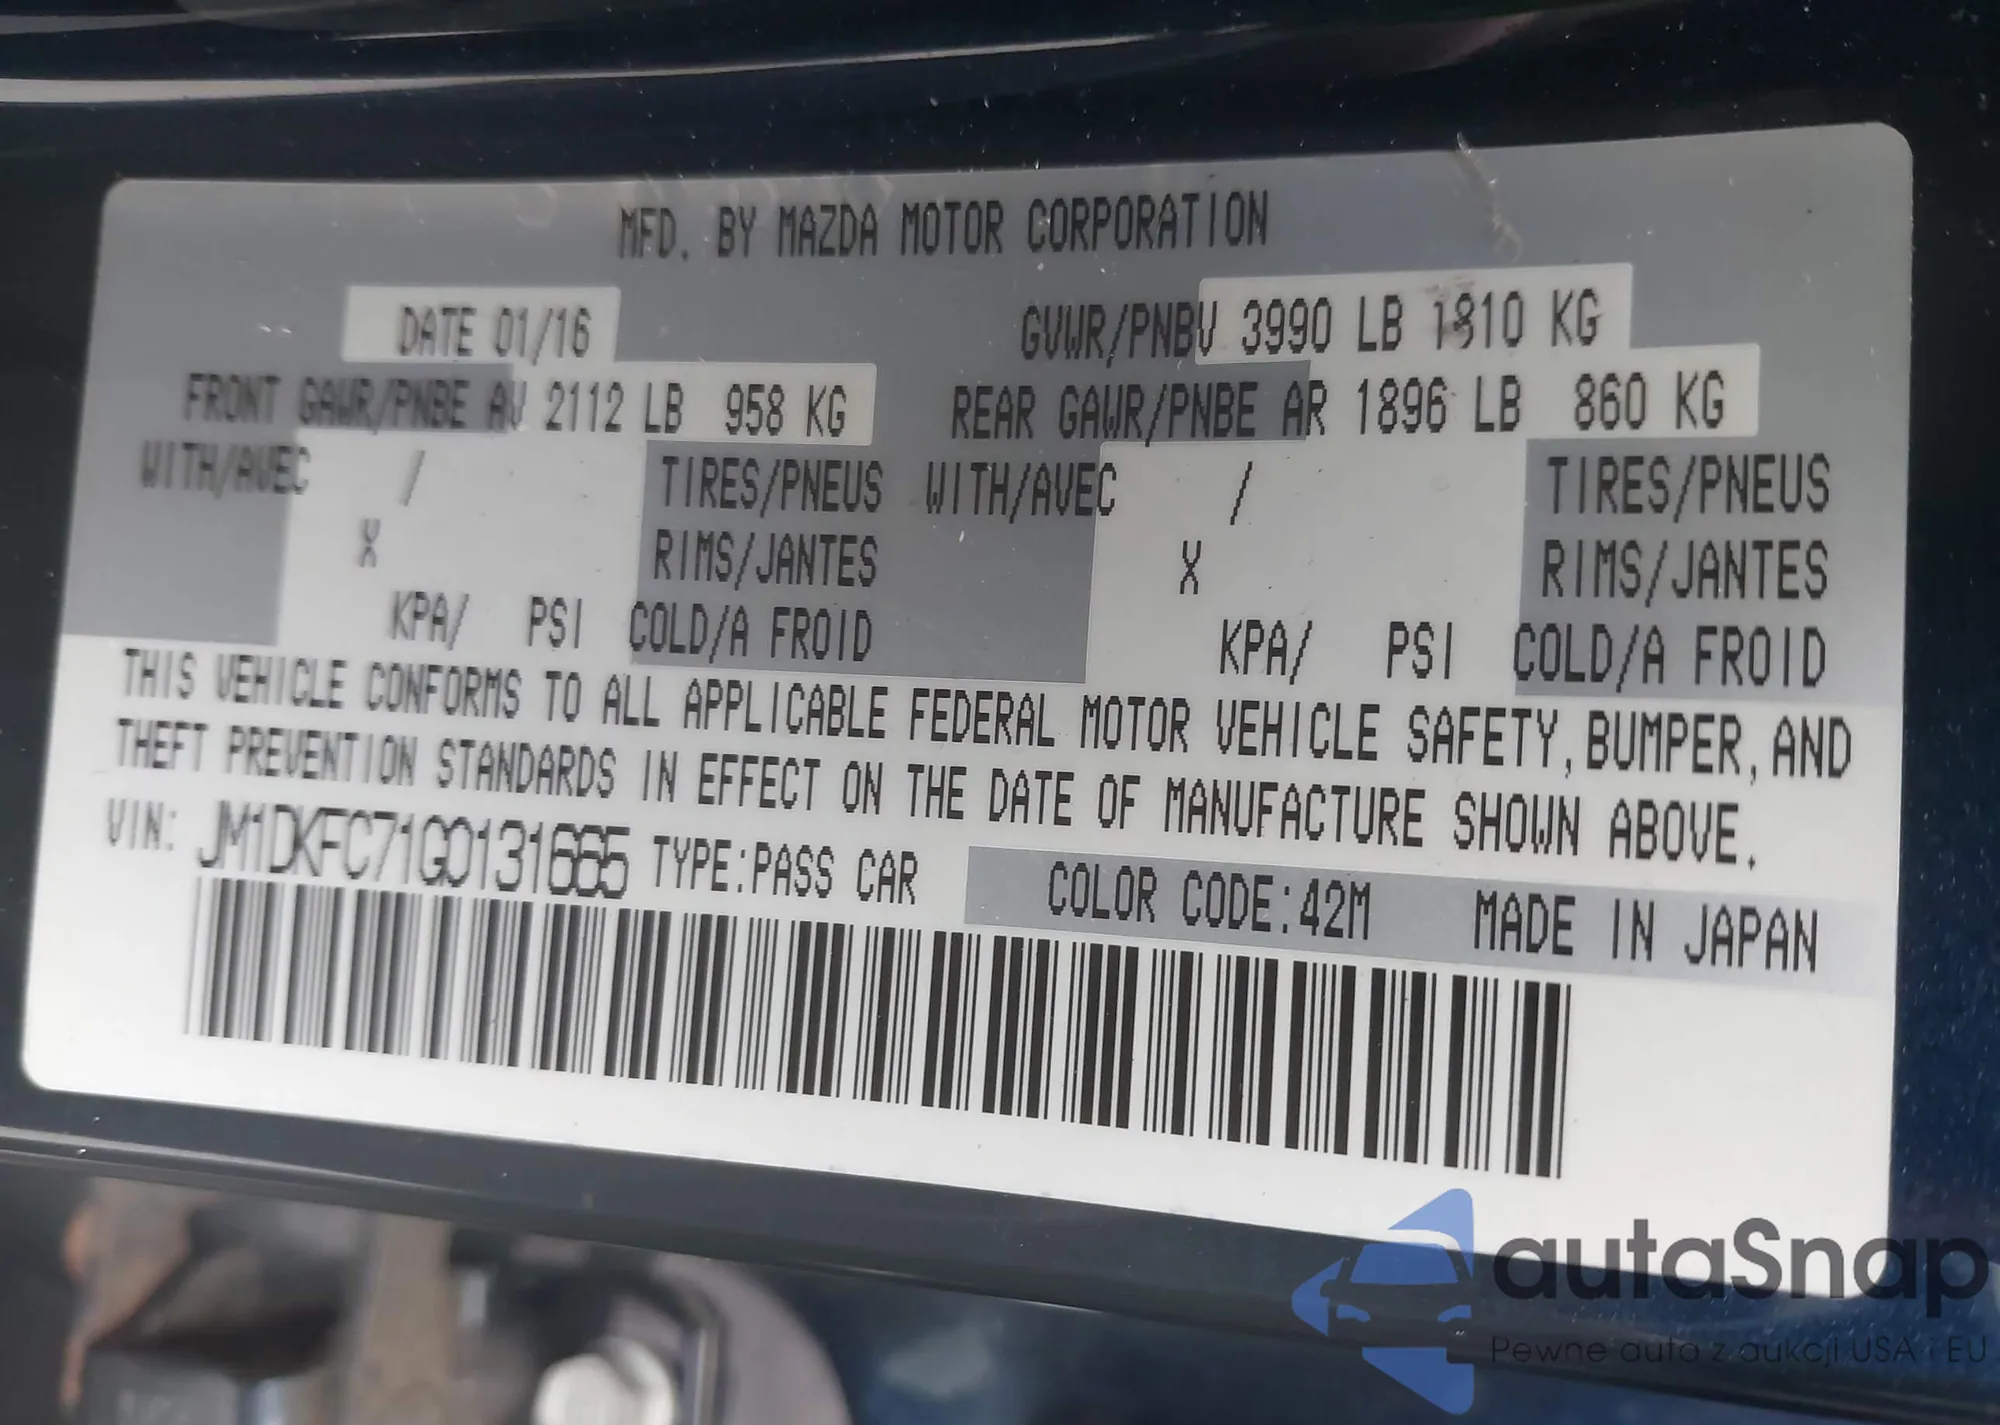 MFD. BY MAZDA MOTOR CORPORATION
DATE 01/16 GVWR/PNBV 3990 LB 1810 KG
FRONT GAWR/PNBE AV 2112 LB 958 KG REAR GAWR/PNBE AR 1896 LB 860 KG
WITH/AVEC / TIRES/PNEUS WITH/AVEC / TIRES/PNEUS
X RIMS/JANTES X RIMS/JANTES
KPA/ PSI COLD/A FROID KPA/ PSI COLD/A FROID
THIS VEHICLE CONFORMS TO ALL APPLICABLE FEDERAL MOTOR VEHICLE SAFETY, BUMPER, AND
THEFT PREVENTION STANDARDS IN EFFECT ON THE DATE OF MANUFACTURE SHOWN ABOVE.
VIN: JM1DKFC71G0131665 TYPE:PASS CAR COLOR CODE:42M MADE IN JAPAN
autaSnap
Pewne auto z aukcji USA i EU